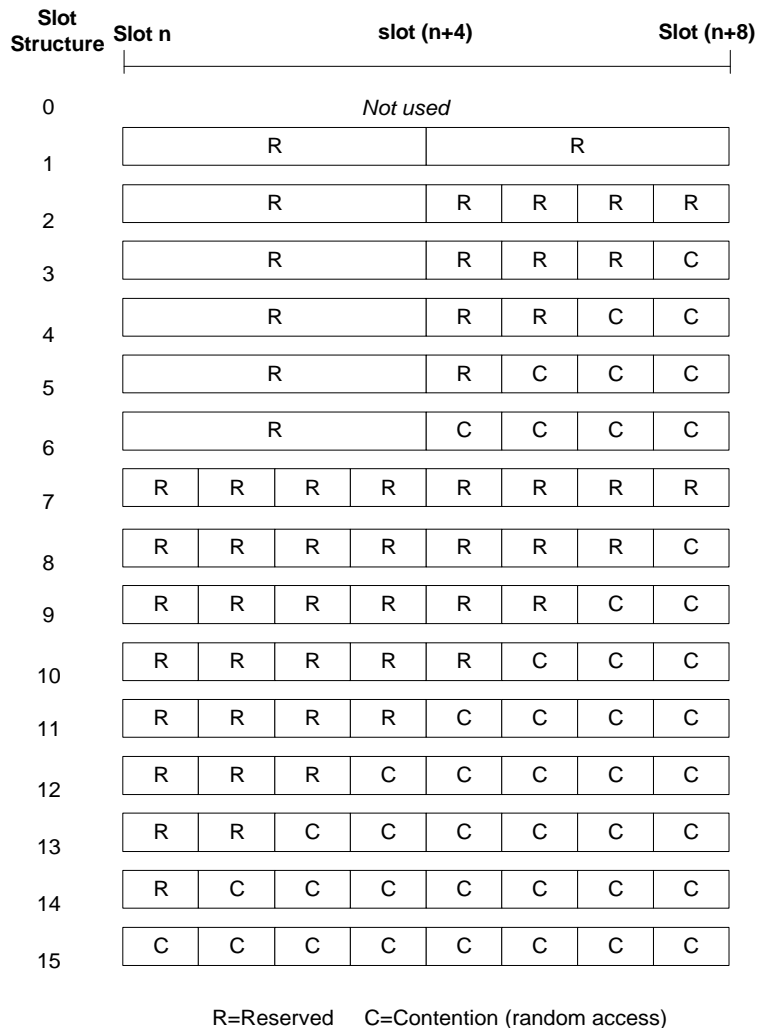 Slot Structure Slot n slot (n+4) Slot (n+8)
0 Not used
1 R R
2 R R R R R
3 R R R R C
4 R R R C C
5 R R C C C
6 R C C C C
7 R R R R R R R R
8 R R R R R R R C
9 R R R R R R C C
10 R R R R R C C C
11 R R R R C C C C
12 R R R C C C C C
13 R R C C C C C C
14 R C C C C C C C
15 C C C C C C C C
R=Reserved C=Contention (random access)